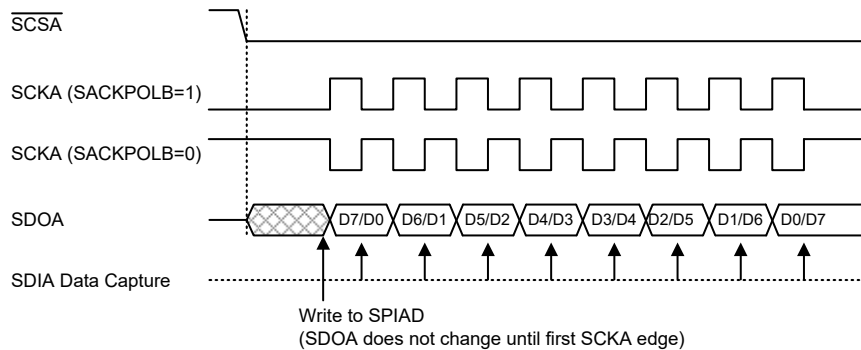 SCSA
SCKA (SACKPOLB=1)
SCKA (SACKPOLB=0)
SDOA D7/D0 D6/D1 D5/D2 D4/D3 D3/D4 D2/D5 D1/D6 D0/D7
SDIA Data Capture
Write to SPIAD
(SDOA does not change until first SCKA edge)